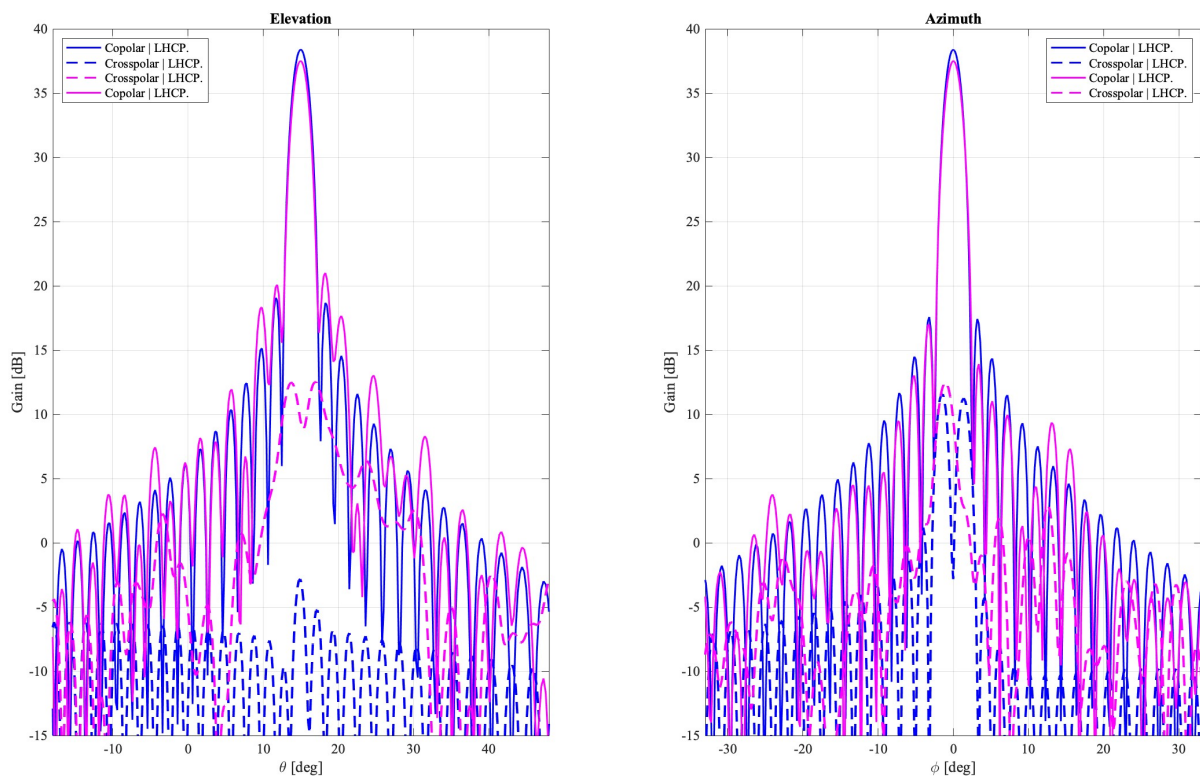 Elevation
Copolar | LHCP.
Crosspolar | LHCP.
Crosspolar | LHCP.
Copolar | LHCP.
Gain [dB]
40
35
30
25
20
15
10
5
0
-5
-10
-15
-10
0
10
20
30
40
θ [deg]
Azimuth
Copolar | LHCP.
Crosspolar | LHCP.
Copolar | LHCP.
Crosspolar | LHCP.
Gain [dB]
40
35
30
25
20
15
10
5
0
-5
-10
-15
-30
-20
-10
0
10
20
30
ϕ [deg]